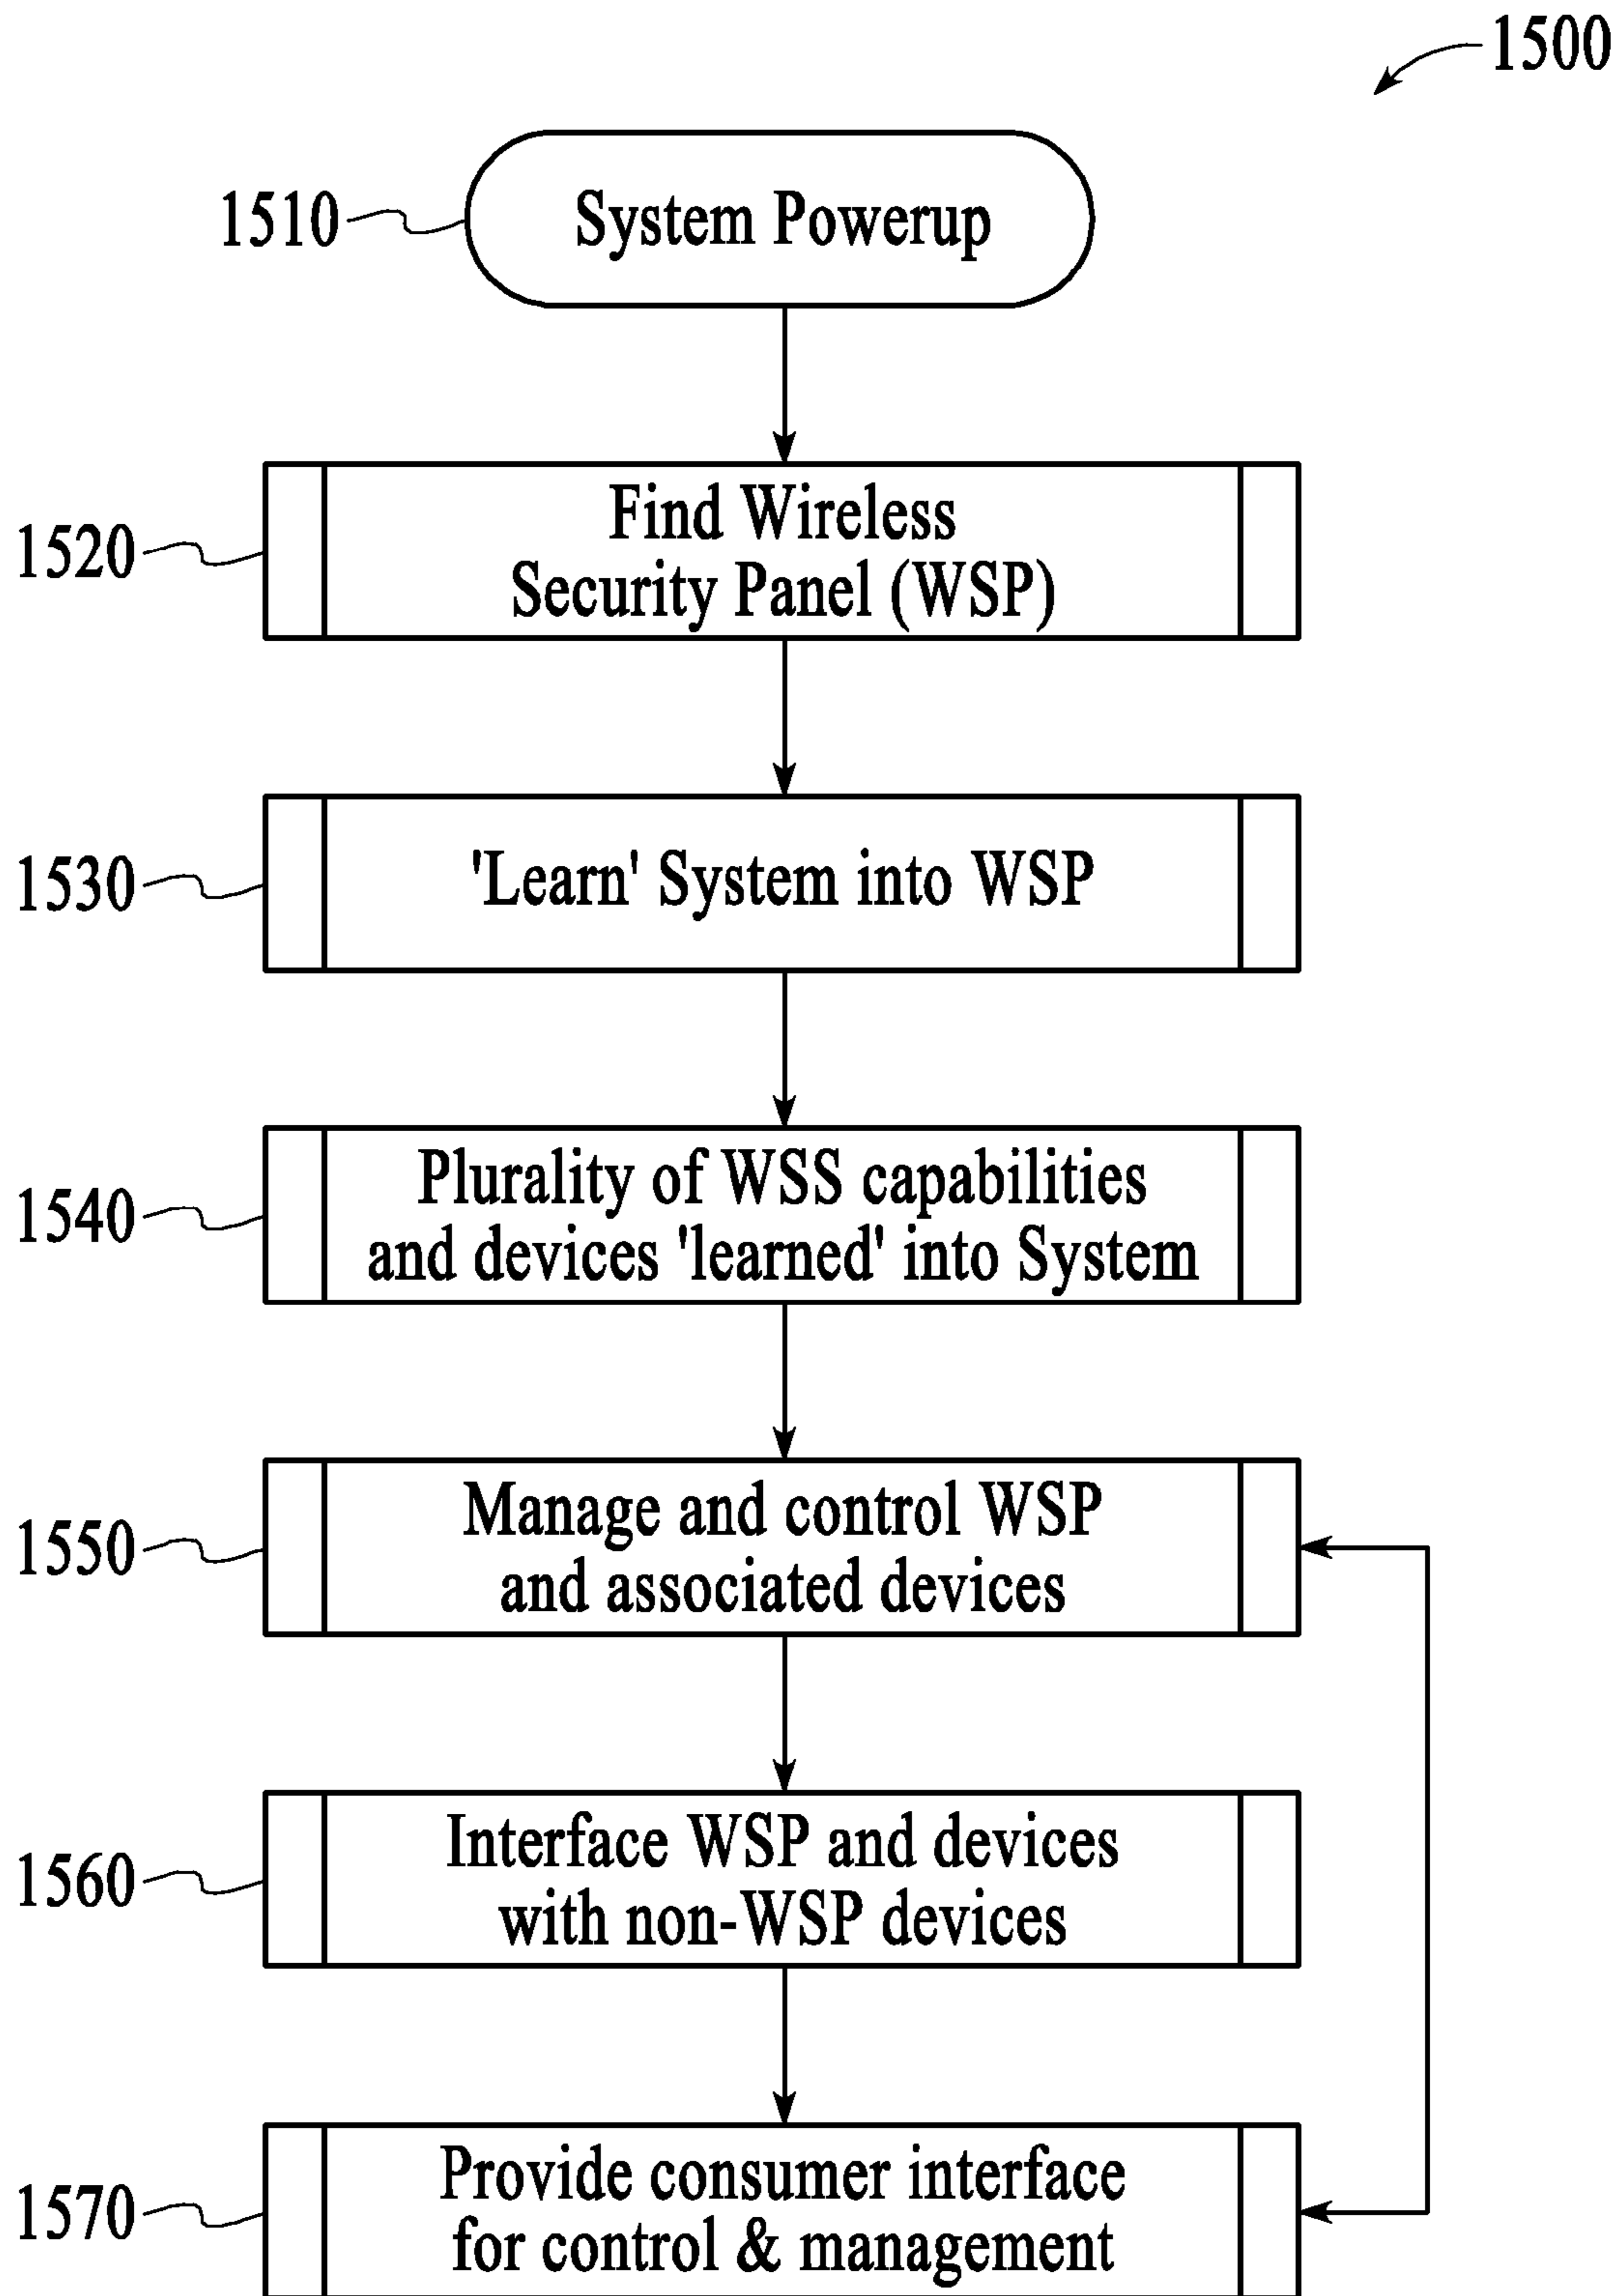 1500
1510
System Powerup
1520
Find Wireless
Security Panel (WSP)
1530
'Learn' System into WSP
1540
Plurality of WSS capabilities
and devices 'learned' into System
1550
Manage and control WSP
and associated devices
1560
Interface WSP and devices
with non-WSP devices
1570
Provide consumer interface
for control & management